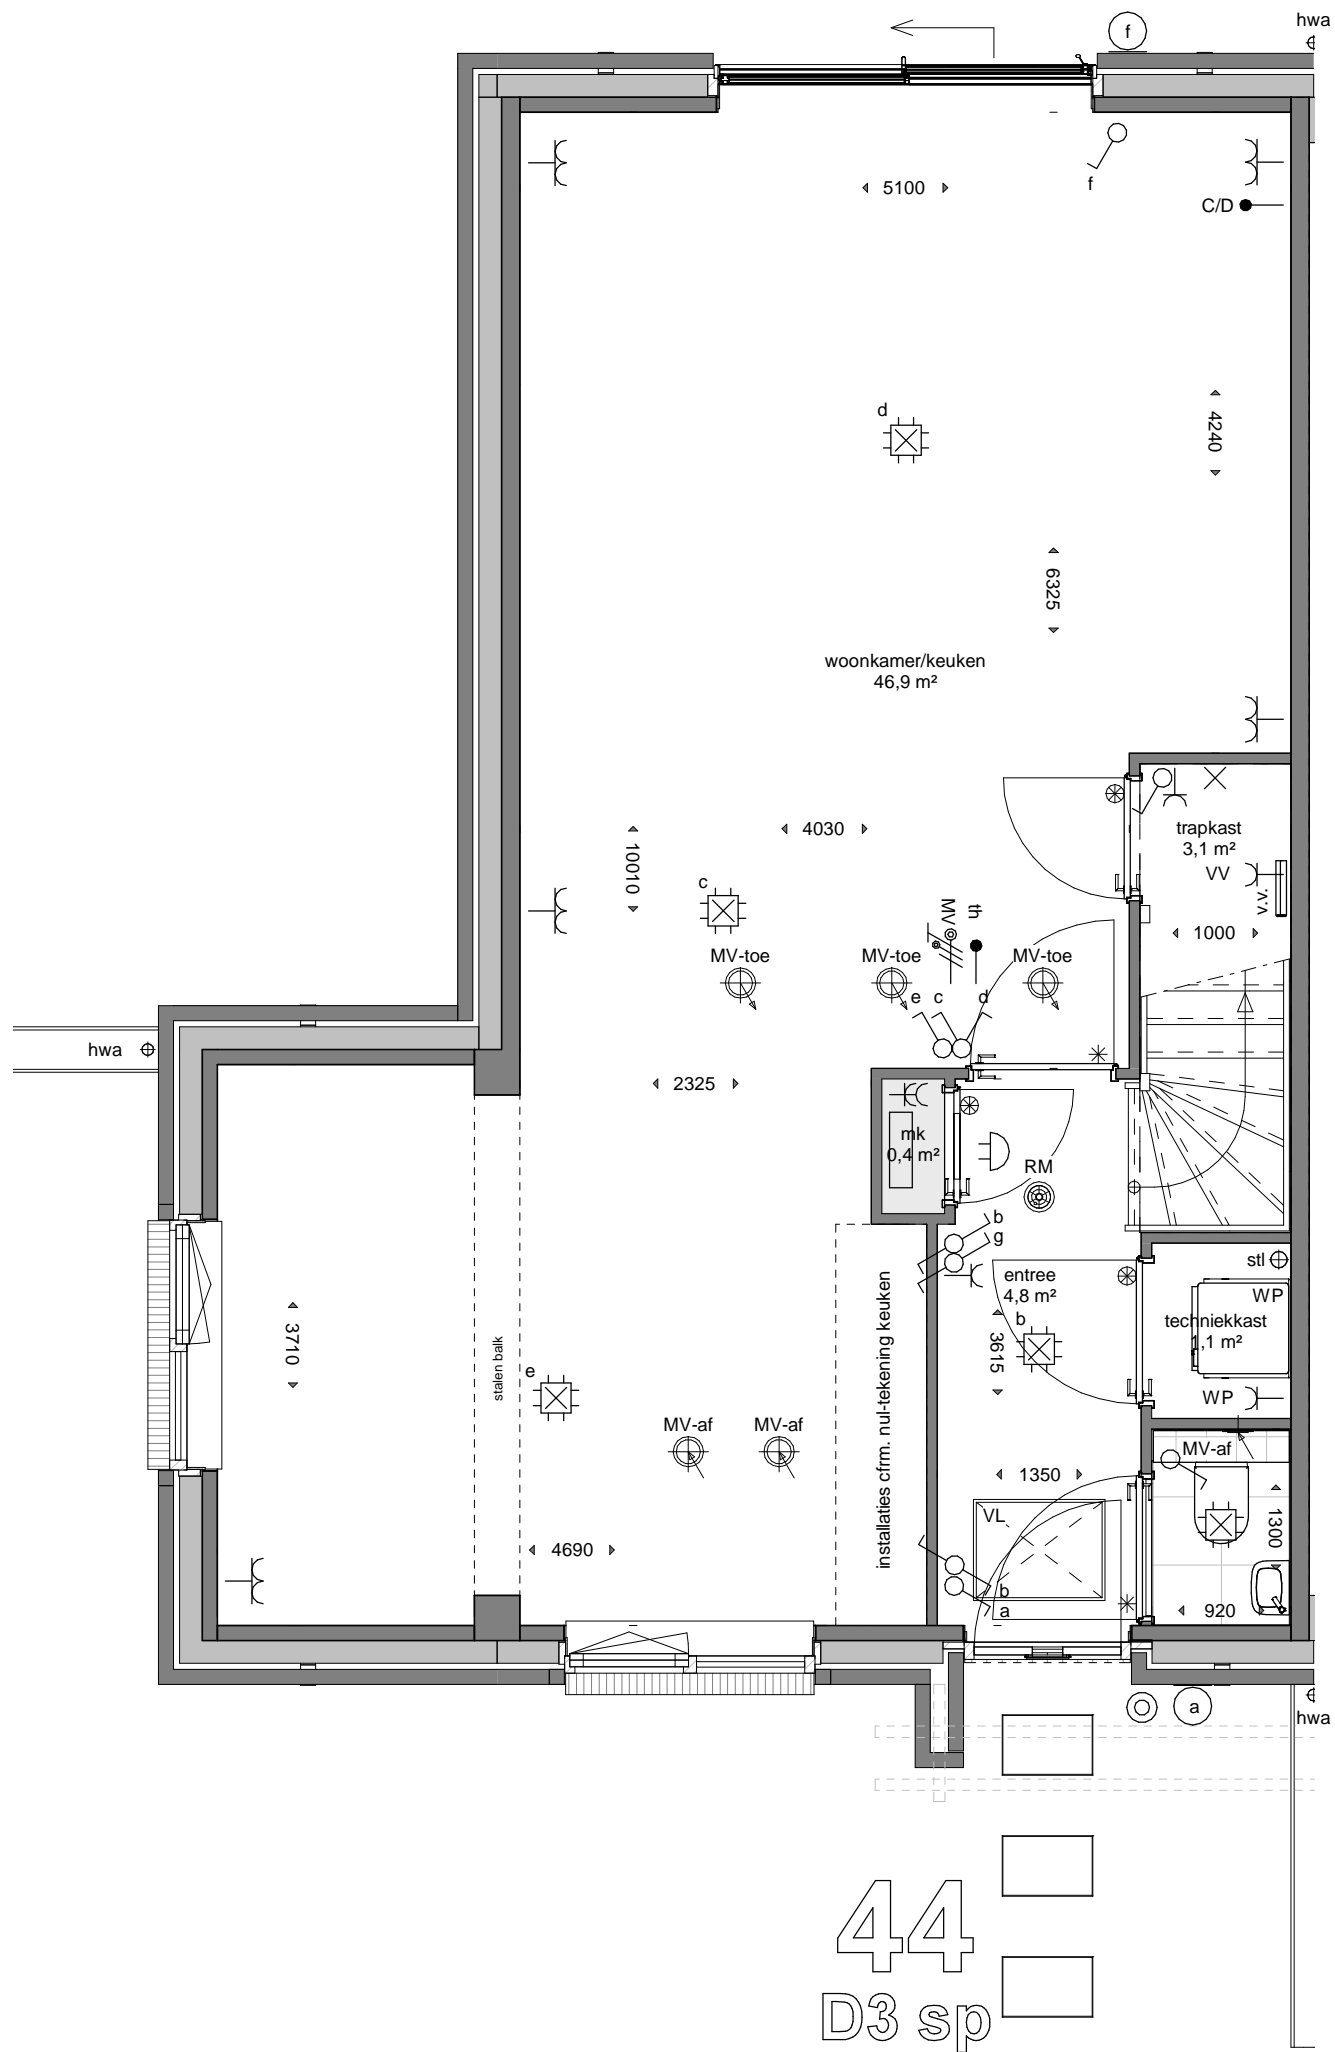 hwa
f
5100
f
C/D
d
4240
6325
woonkamer/keuken
46,9 m²
4030
10010
c
trapkast
3,1 m²
VV
V.V.
1000
MV
th
MV-toe
MV-toe
MV-toe
e
c
d
hwa
2325
mk
0,4 m²
RM
b
g
stl
entree
4,8 m²
WP
b
techniekkast
1,1 m²
3710
3615
stalen balk
installaties cfrm. nul-tekening keuken
e
WP
MV-af
MV-af
MV-af
1350
VL
1300
4690
b
a
920
a
hwa
44
D3 sp